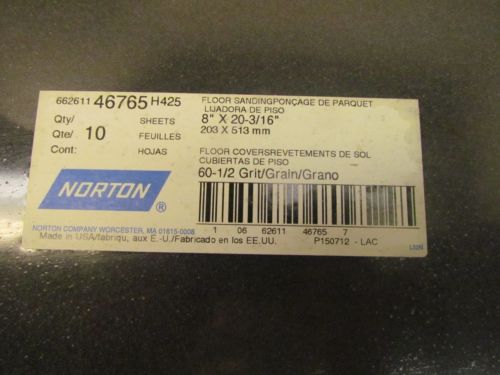 662611 46765 H425
FLOOR SANDINGPONÇAGE DE PARQUET
LIJADORA DE PISO
Qty/ SHEETS
8" X 20-3/16"
Qte/ 10 FEUILLES
203 X 513 mm
Cont: HOJAS
FLOOR COVERSREVETEMENTS DE SOL
CUBIERTAS DE PISO
60-1/2 Grit/Grain/Grano
NORTON ®
NORTON COMPANY WORCESTER, MA 01615-0008
1 06 62611 46765 7
Made in USA/fabriqu, aux E.-U./Fabricado en los EE.UU.
P150712 - LAC